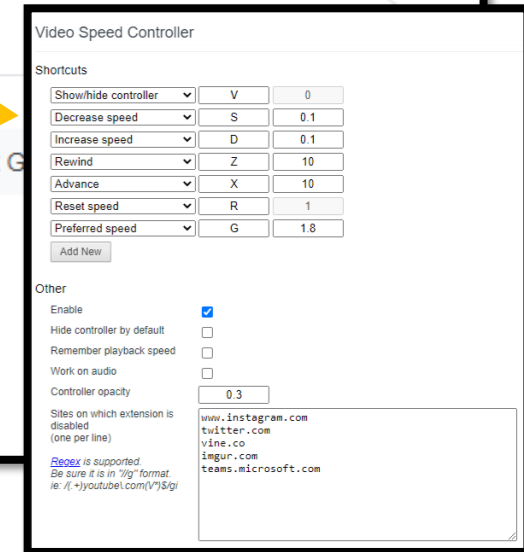 Video Speed Controller
Shortcuts
Show/hide controller V 0
Decrease speed S 0.1
Increase speed D 0.1
G
Rewind Z 10
Advance X 10
Reset speed R 1
Preferred speed G 1.8
Add New
Other
Enable
Hide controller by default
Remember playback speed
Work on audio
Controller opacity 0.3
Sites on which extension is
disabled
(one per line)
Regex is supported.
Be sure it is in "//g" format.
ie: /(.+)youtube\.com(\/*)$/gi
www.instagram.com
twitter.com
vine.co
imgur.com
teams.microsoft.com